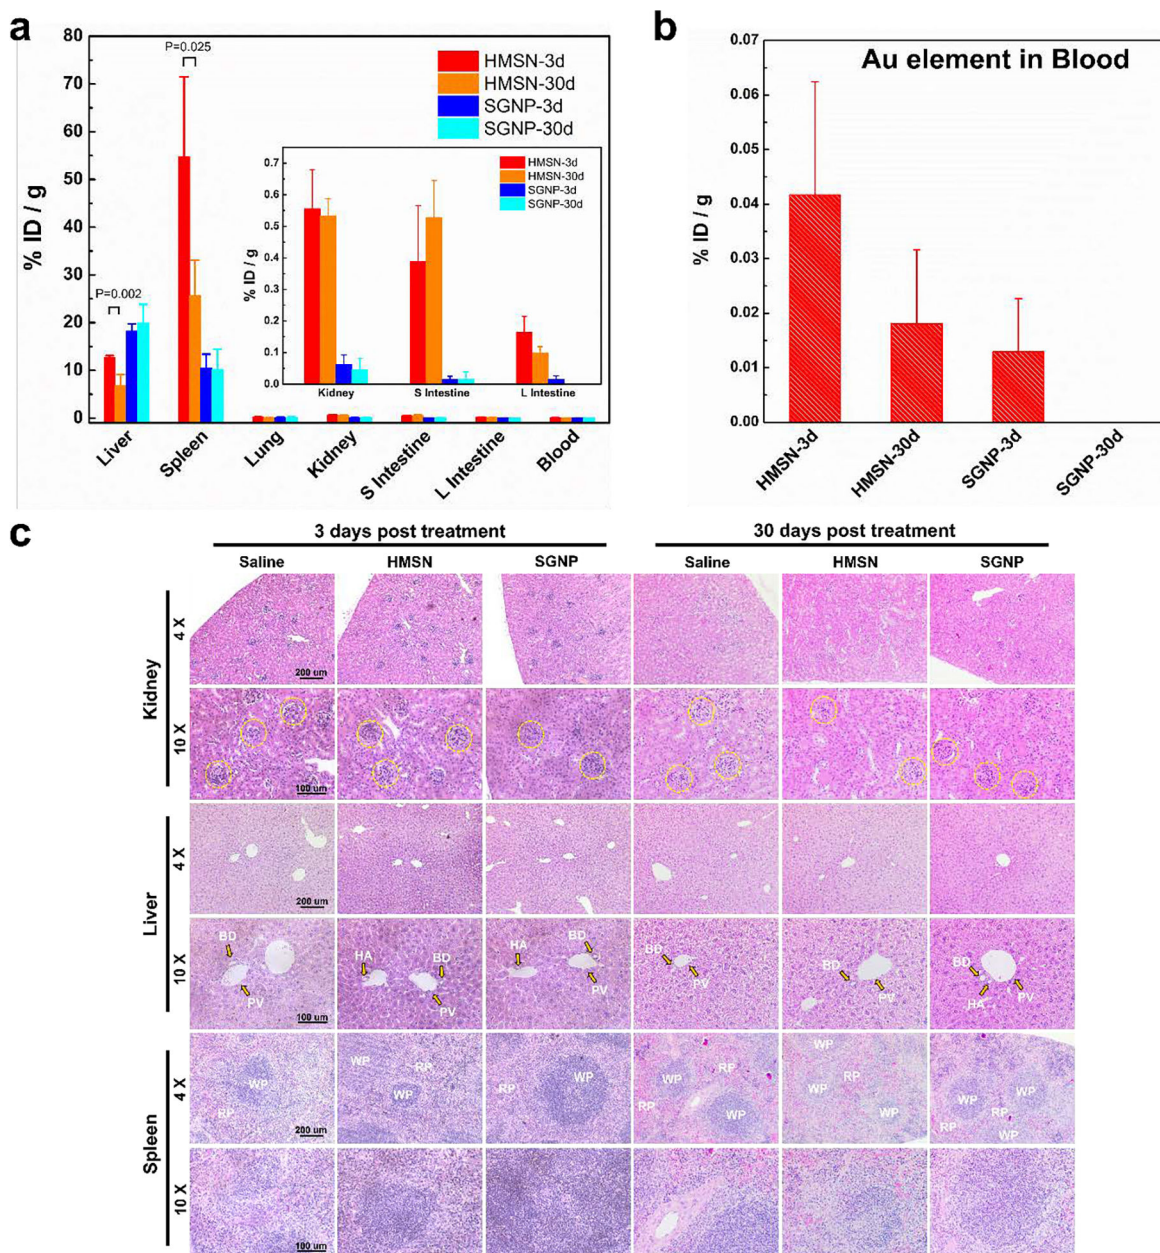 a
80
70
60
50
40
30
20
10
0
% ID / g
P=0.025
P=0.002
HMSN-3d
HMSN-30d
SGNP-3d
SGNP-30d
0.7
0.6
0.5
0.4
0.3
0.2
0.1
0.0
% ID / g
HMSN-3d
HMSN-30d
SGNP-3d
SGNP-30d
Kidney S Intestine L Intestine
Liver Spleen Lung Kidney S Intestine L Intestine Blood
b
Au element in Blood
0.07
0.06
0.05
0.04
0.03
0.02
0.01
0.00
% ID / g
HMSN-3d HMSN-30d SGNP-3d SGNP-30d
c
3 days post treatment 30 days post treatment
Saline HMSN SGNP Saline HMSN SGNP
Kidney
4 X
200 um
10 X
100 um
Liver
4 X
200 um
10 X
BD PV HA BD PV HA BD PV BD PV BD PV BD HA PV
100 um
Spleen
4 X
WP RP WP RP WP RP WP RP WP RP WP WP RP WP WP WP RP RP WP
200 um
10 X
100 um